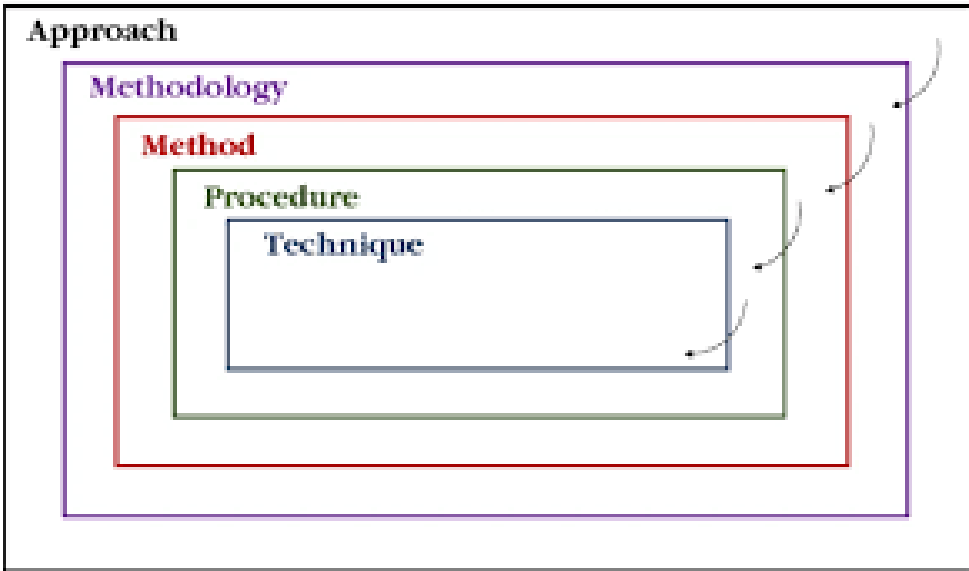 Approach
Methodology
Method
Procedure
Technique